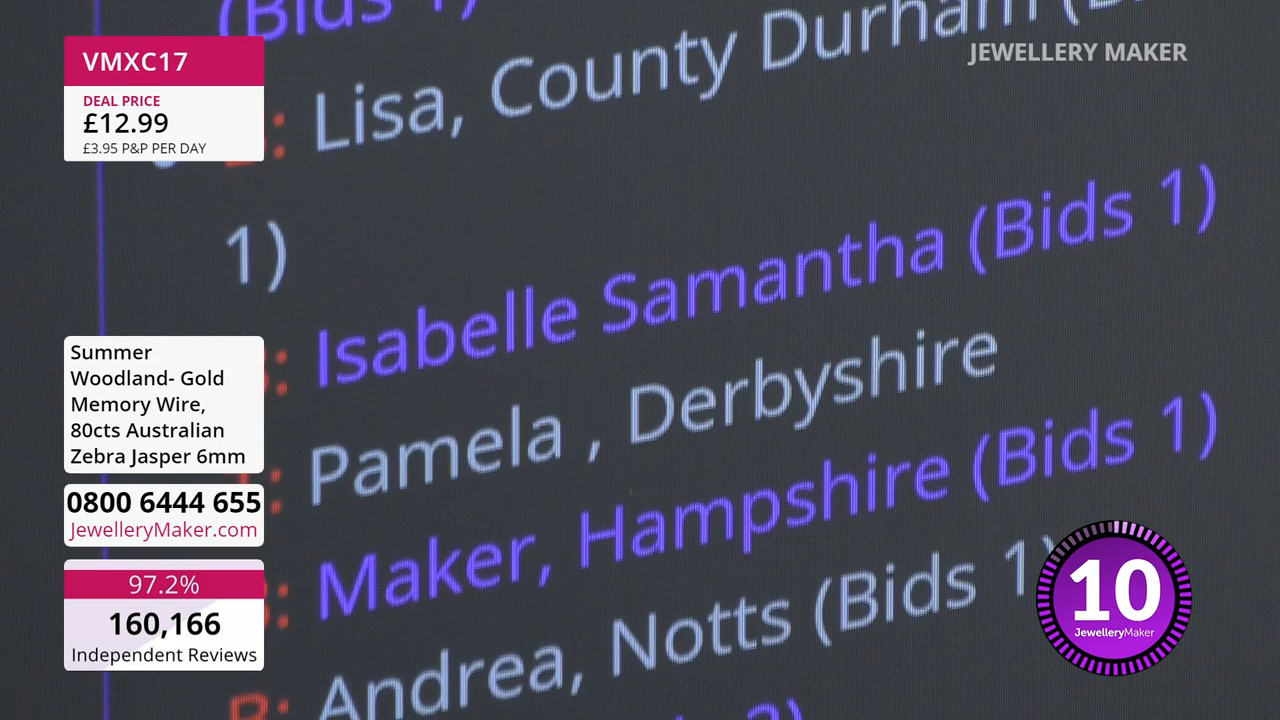 (Bids 1)
VMXC17
DEAL PRICE
£12.99
£3.95 P&P PER DAY
JEWELLERY MAKER
Lisa, County Durham
1)
Isabelle Samantha (Bids 1)
Pamela , Derbyshire
Maker, Hampshire (Bids 1)
Andrea, Notts (Bids 1)
Summer
Woodland- Gold
Memory Wire,
80cts Australian
Zebra Jasper 6mm
0800 6444 655
JewelleryMaker.com
97.2%
160,166
Independent Reviews
10
JewelleryMaker